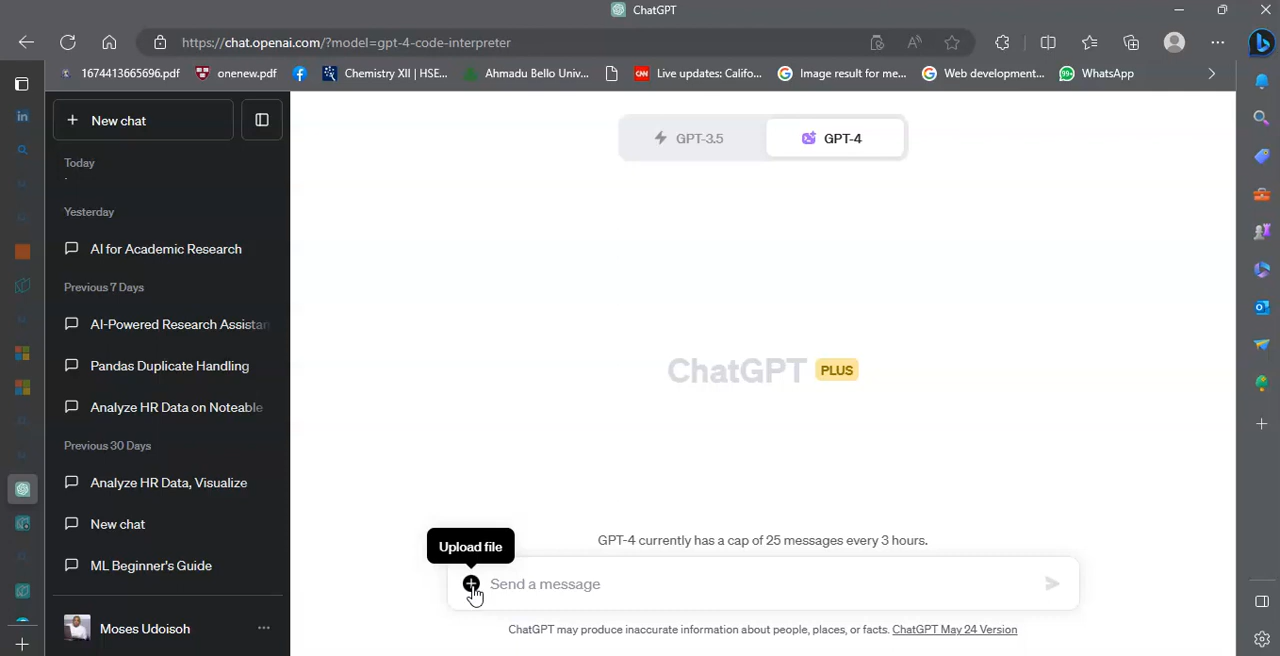 ChatGPT
https://chat.openai.com/?model=gpt-4-code-interpreter
1674413665696.pdf
onenew.pdf
Chemistry XII | HSE...
Ahmadu Bello Univ...
CNN
Live updates: Califo...
Image result for me...
Web development...
99+
WhatsApp
in
+ New chat
GPT-3.5
GPT-4
Today
Yesterday
AI for Academic Research
Previous 7 Days
AI-Powered Research Assistan
Pandas Duplicate Handling
ChatGPT PLUS
Analyze HR Data on Noteable
Previous 30 Days
Analyze HR Data, Visualize
New chat
GPT-4 currently has a cap of 25 messages every 3 hours.
Upload file
ML Beginner's Guide
Send a message
Moses Udoisoh
ChatGPT may produce inaccurate information about people, places, or facts. ChatGPT May 24 Version